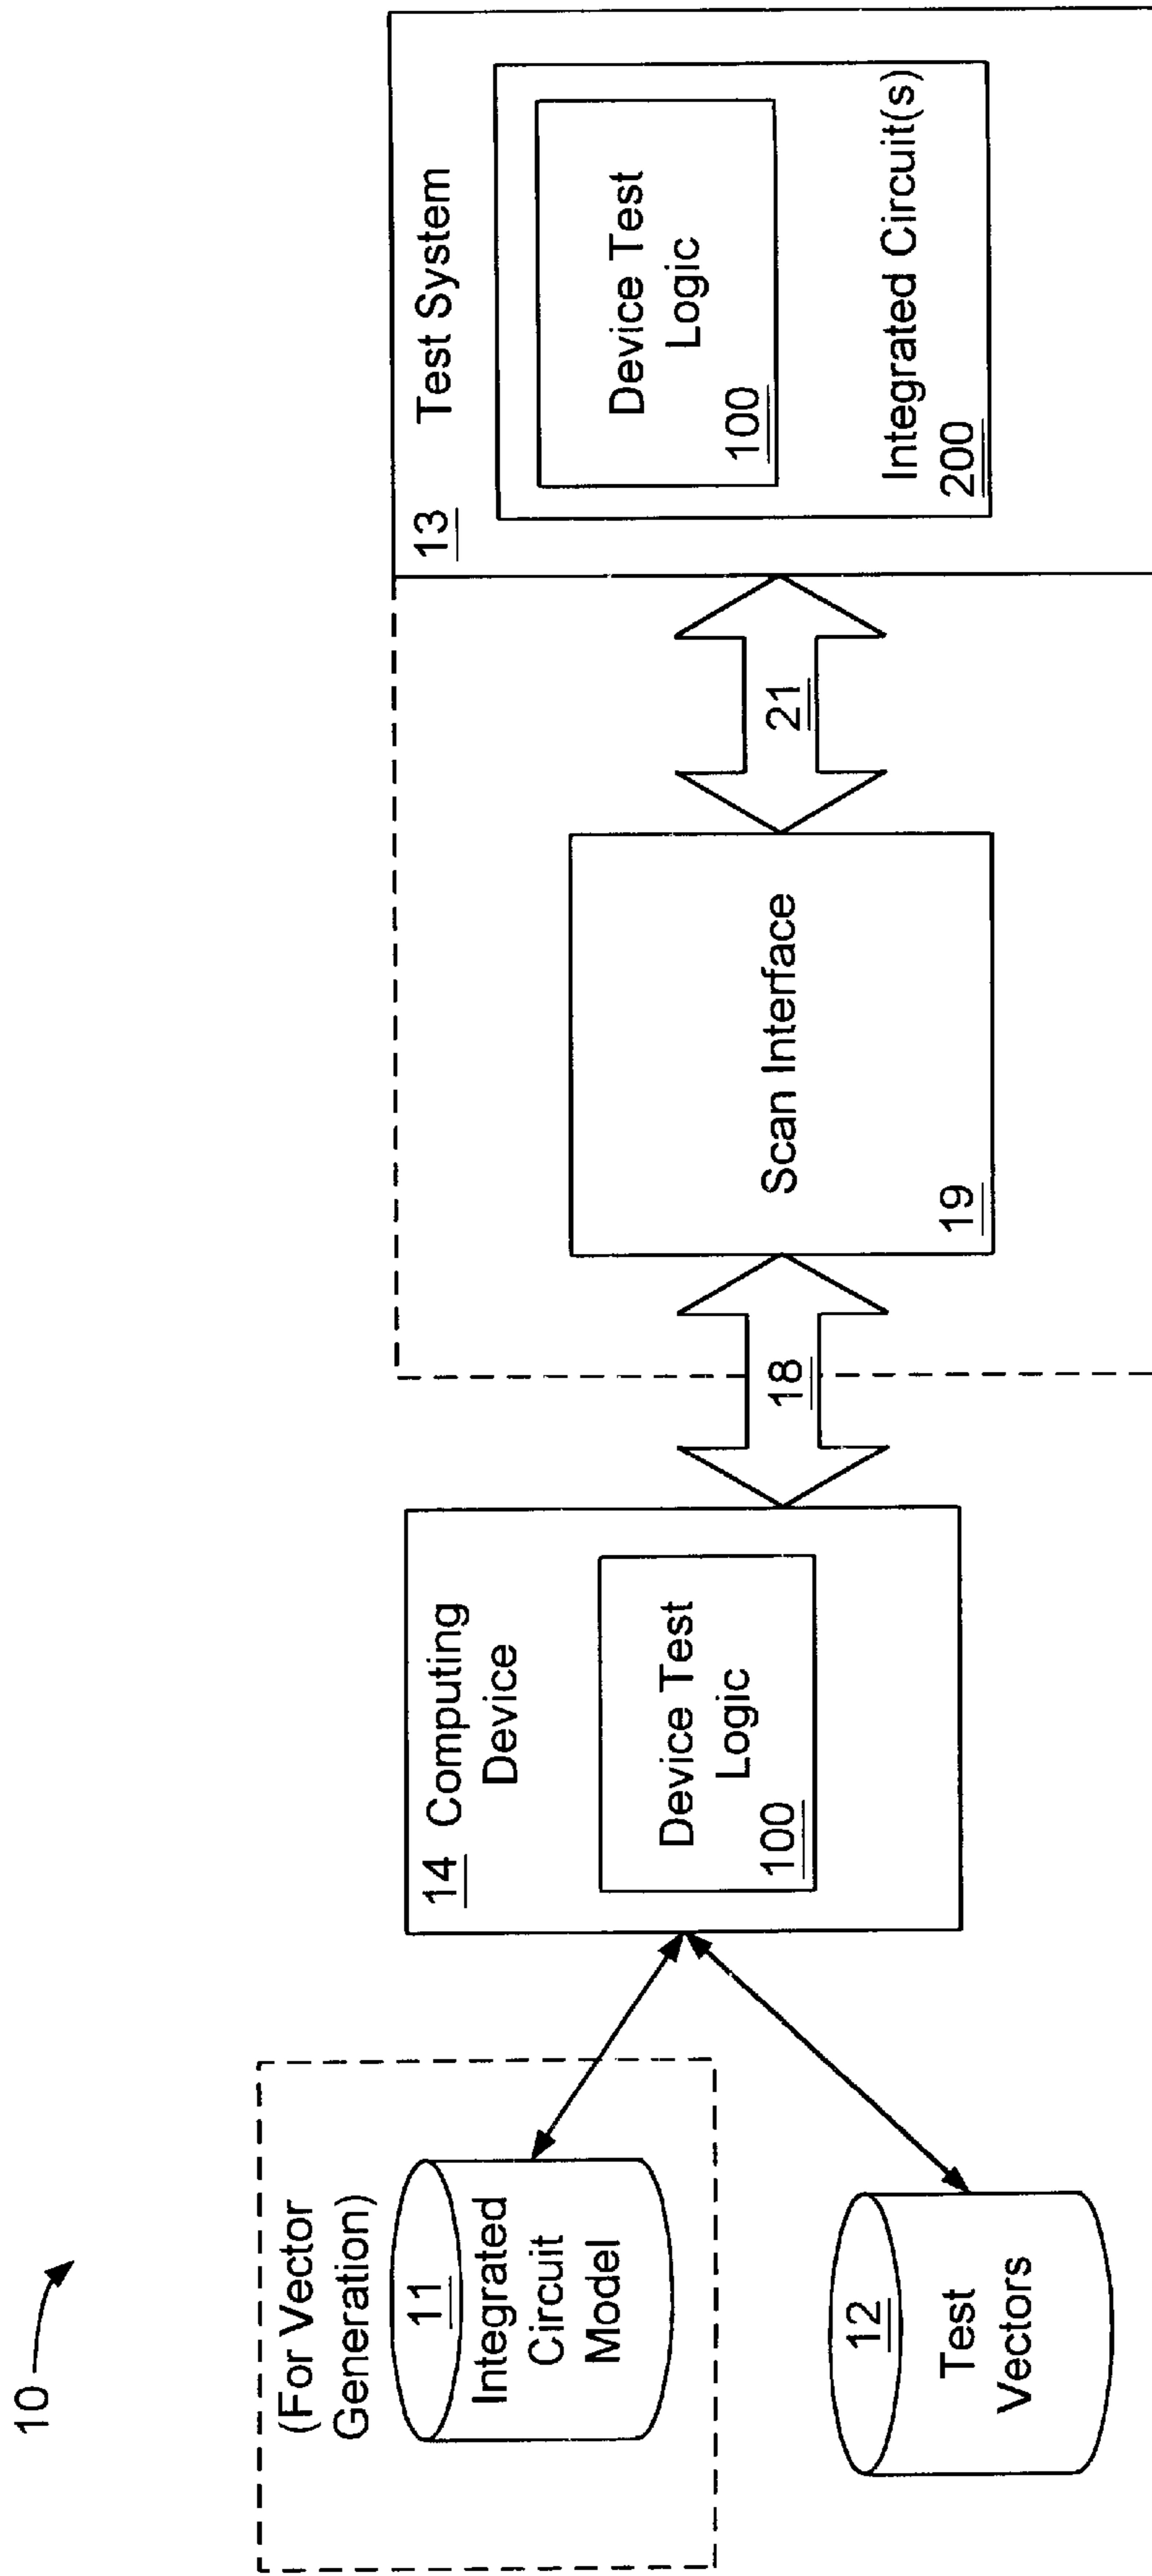 10
(For Vector
Generation)
11
Integrated
Circuit
Model
12
Test
Vectors
14 Computing
Device
Device Test
Logic
100
18
Scan Interface
19
21
13 Test System
Device Test
Logic
100
Integrated Circuit(s)
200